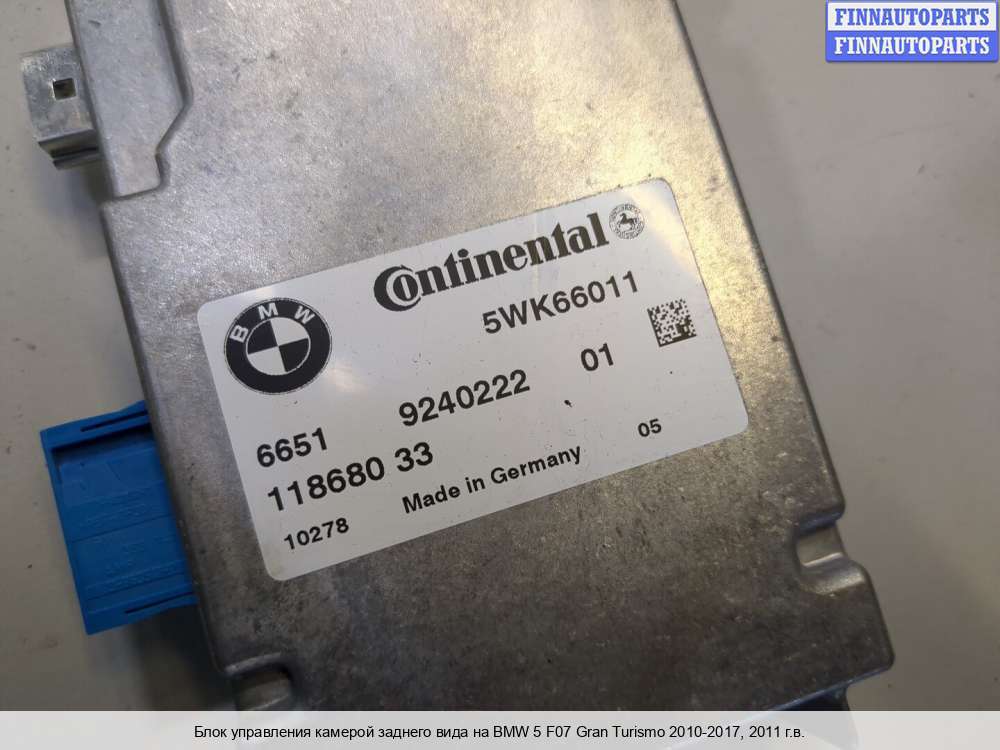 FINNAUTOPARTS
FINNAUTOPARTS
Continental
5WK66011
BMW
6651 9240222 01
118680 33
10278 Made in Germany 05
Блок управления камерой заднего вида на BMW 5 F07 Gran Turismo 2010-2017, 2011 г.в.